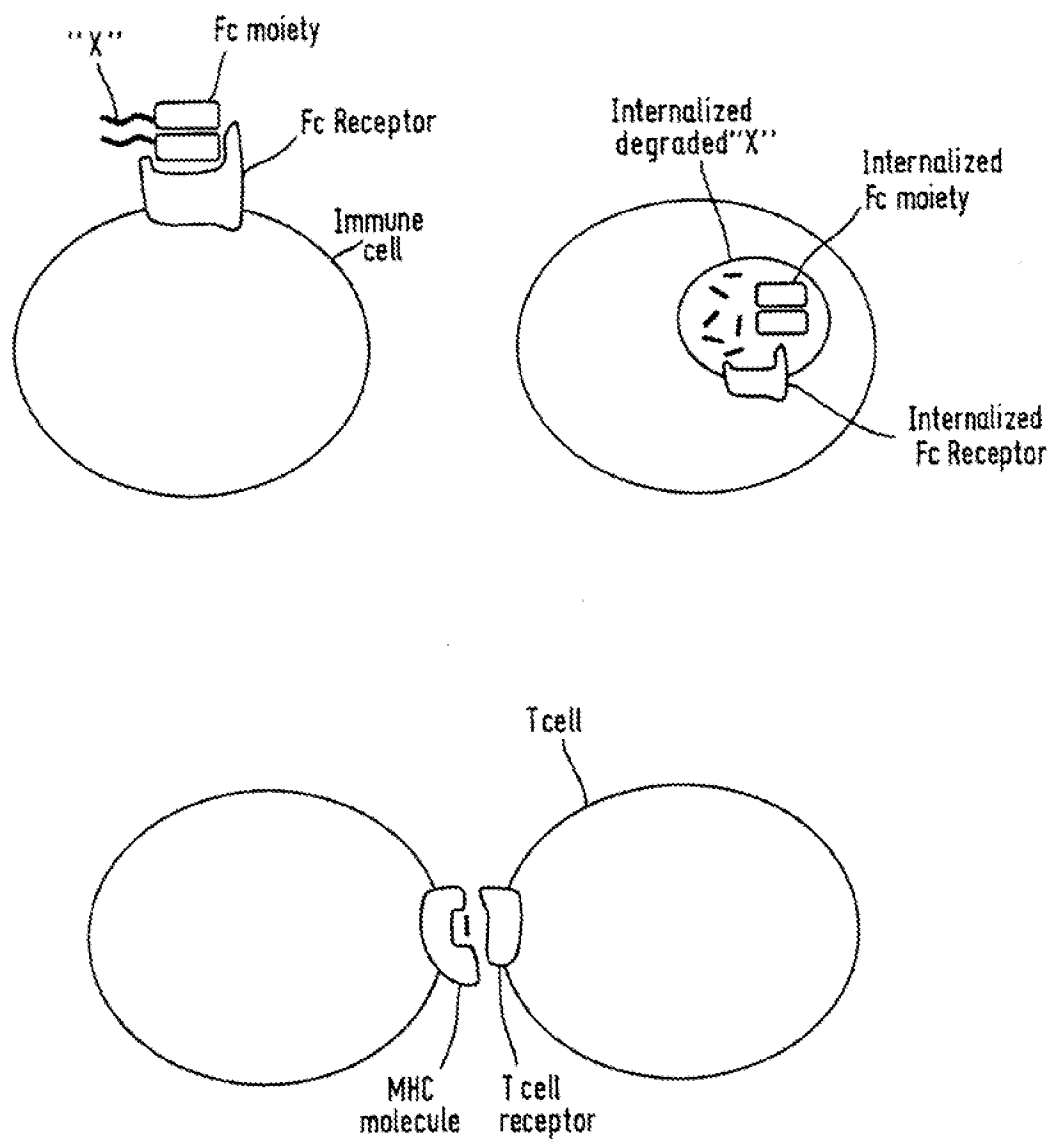 "X"
Fc moiety
Fc Receptor
Immune
cell
Internalized
degraded "X"
Internalized
Fc moiety
Internalized
Fc Receptor
T cell
MHC
molecule
T cell
receptor